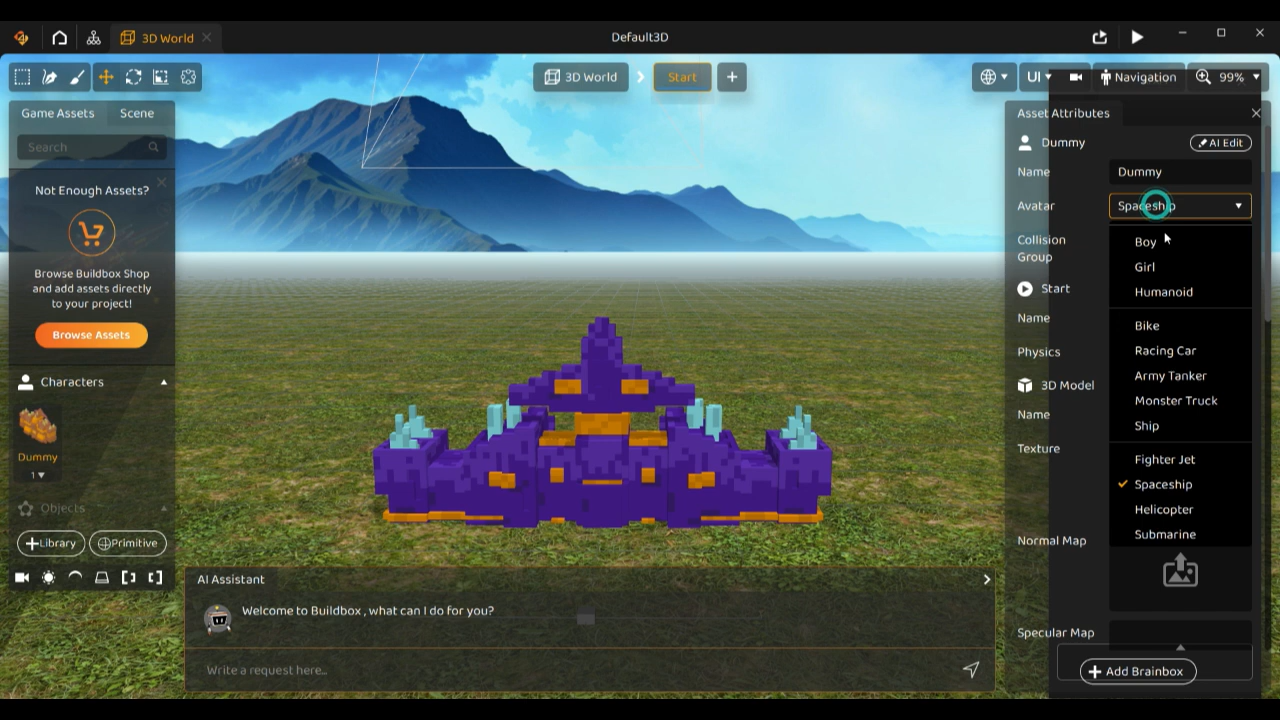 3D World
Default3D
3D World
Start
UI
Navigation
99%
Game Assets
Scene
Search
Not Enough Assets?
Browse Buildbox Shop
and add assets directly
to your project!
Browse Assets
Characters
Dummy
1
Objects
Library
Primitive
AI Assistant
Welcome to Buildbox , what can I do for you?
Write a request here...
Asset Attributes
Dummy
AI Edit
Name
Dummy
Avatar
Spaceship
Collision
Group
Boy
Girl
Humanoid
Bike
Racing Car
Army Tanker
Monster Truck
Ship
Fighter Jet
Spaceship
Helicopter
Submarine
Start
Name
Physics
3D Model
Name
Texture
Normal Map
Specular Map
Add Brainbox